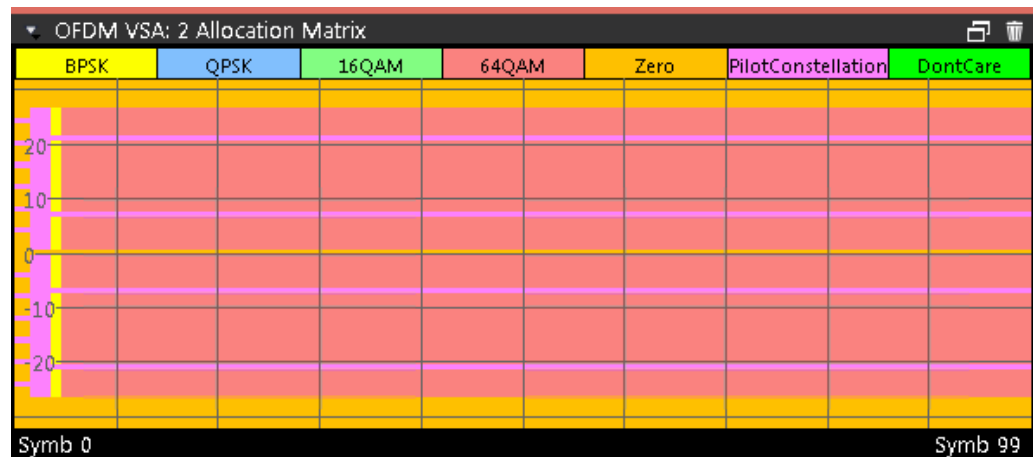 OFDM VSA: 2 Allocation Matrix
BPSK QPSK 16QAM 64QAM Zero PilotConstellation DontCare
20
10
0
-10
-20
Symb 0 Symb 99